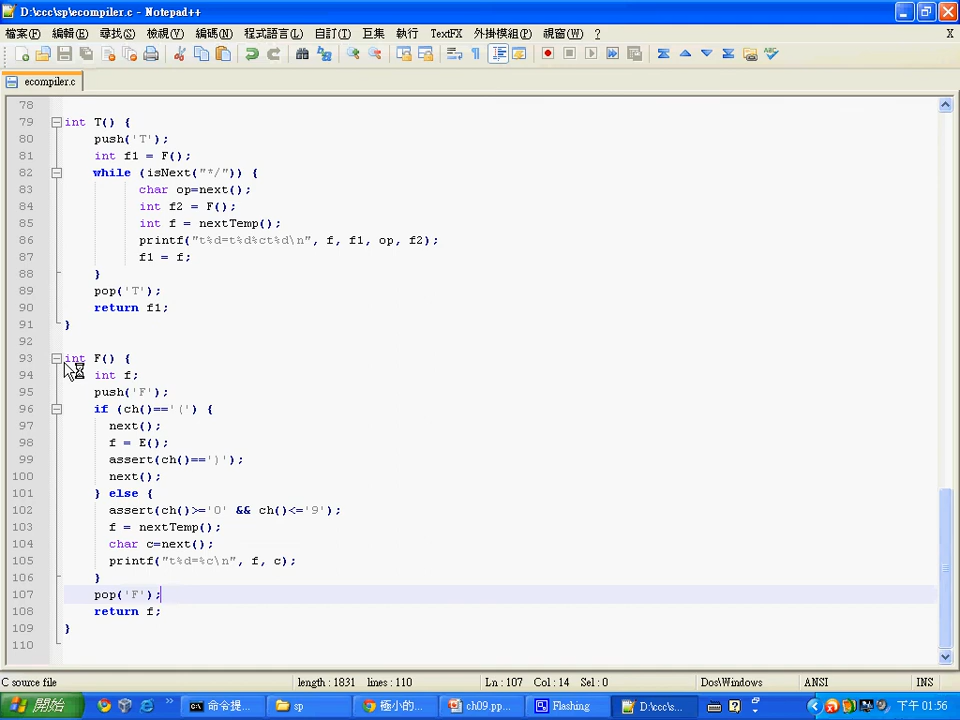 D:\ccc\sp\ecompiler.c - Notepad++
檔案(F) 編輯(E) 尋找(S) 檢視(V) 編碼(N) 程式語言(L) 自訂(T) 巨集 執行 TextFX 外掛模組(P) 視窗(W) ? X
ecompiler.c
78
79 int T() {
80 push('T');
81 int f1 = F();
82 while (isNext("*/")) {
83 char op=next();
84 int f2 = F();
85 int f = nextTemp();
86 printf("t%d=t%d%ct%d\n", f, f1, op, f2);
87 f1 = f;
88 }
89 pop('T');
90 return f1;
91 }
92
93 int F() {
94 int f;
95 push('F');
96 if (ch()=='(') {
97 next();
98 f = E();
99 assert(ch()==')');
100 next();
101 } else {
102 assert(ch()>='0' && ch()<='9');
103 f = nextTemp();
104 char c=next();
105 printf("t%d=%c\n", f, c);
106 }
107 pop('F');
108 return f;
109 }
110
C source file length : 1831 lines : 110 Ln : 107 Col : 14 Sel : 0 Dos\Windows ANSI INS
開始 命令提... sp 極小的... ch09.pp... Flashing D:\ccc\s... 下午 01:56